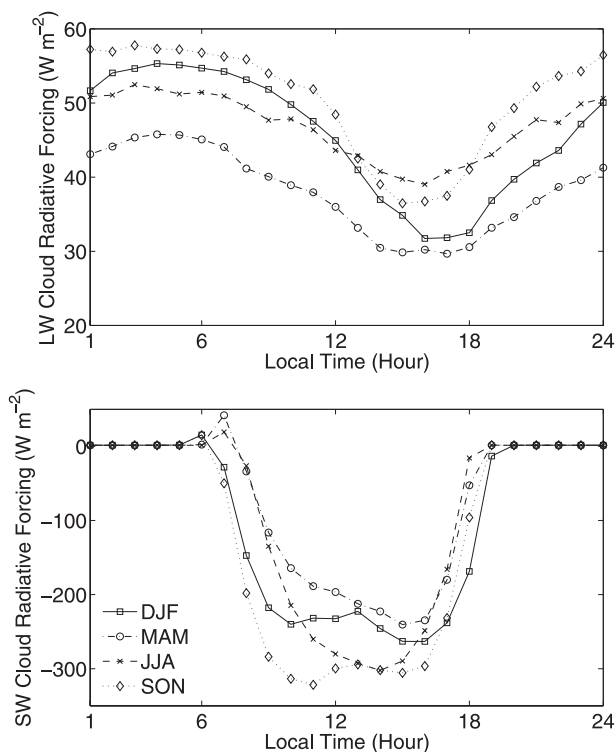 60
50
40
30
20
LW Cloud Radiative Forcing (W m⁻²)
1 6 12 18 24
Local Time (Hour)
0
−100
−200
−300
SW Cloud Radiative Forcing (W m⁻²)
DJF
MAM
JJA
SON
1 6 12 18 24
Local Time (Hour)